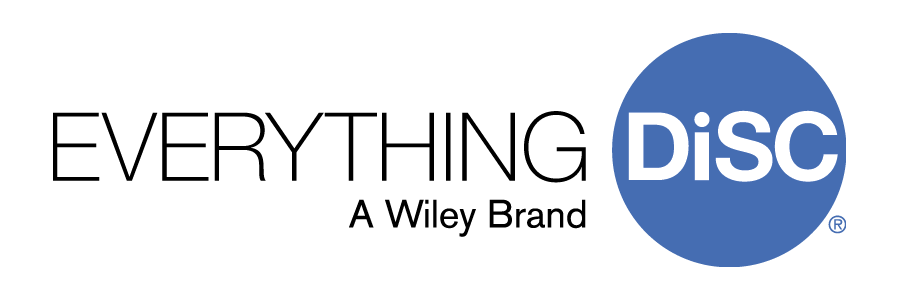 EVERYTHING DiSC
A Wiley Brand ®